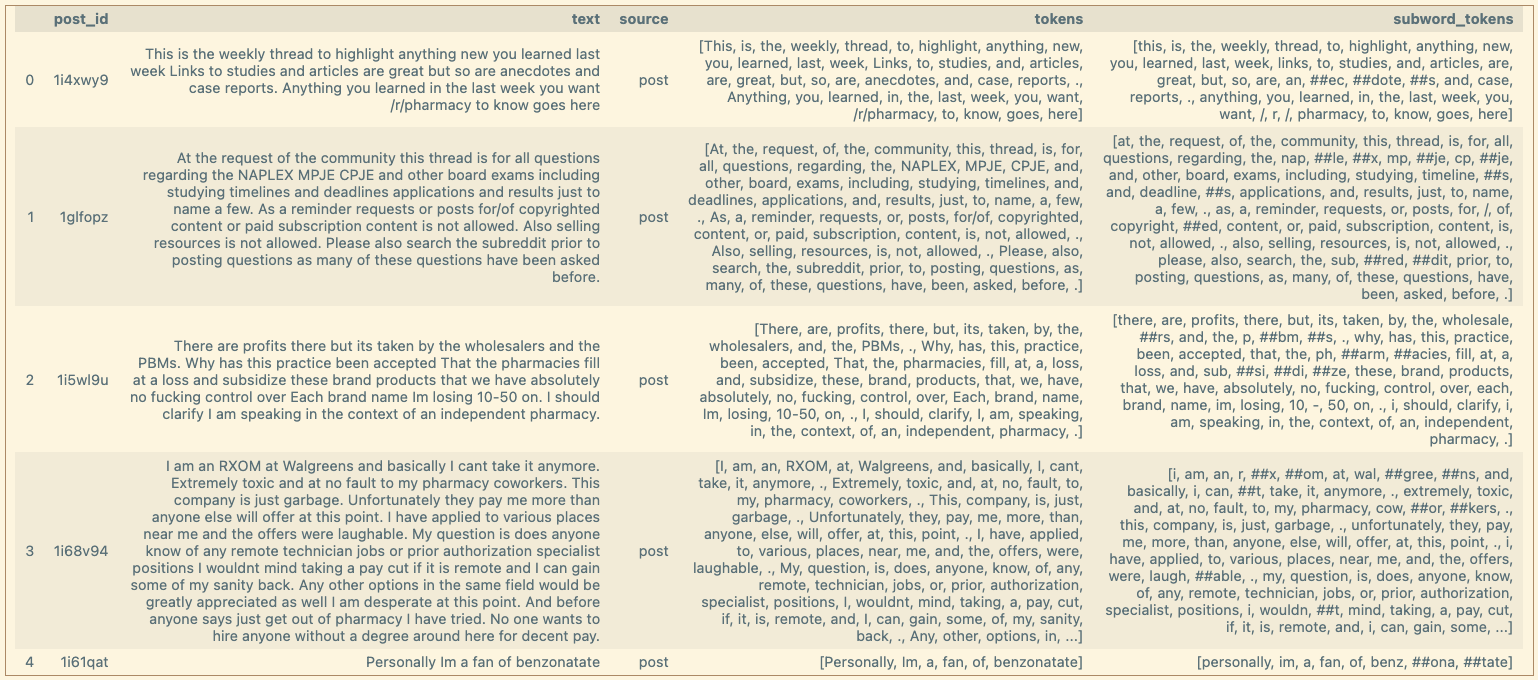 post_id text source tokens subword_tokens
0 1i4xwy9
This is the weekly thread to highlight anything new you learned last
week Links to studies and articles are great but so are anecdotes and
case reports. Anything you learned in the last week you want
/r/pharmacy to know goes here
post
[This, is, the, weekly, thread, to, highlight, anything, new,
you, learned, last, week, Links, to, studies, and, articles,
are, great, but, so, are, anecdotes, and, case, reports, .,
Anything, you, learned, in, the, last, week, you, want,
/r/pharmacy, to, know, goes, here]
[this, is, the, weekly, thread, to, highlight, anything, new,
you, learned, last, week, links, to, studies, and, articles, are,
great, but, so, are, an, ##ec, ##dote, ##s, and, case,
reports, ., anything, you, learned, in, the, last, week, you,
want, /, r, /, pharmacy, to, know, goes, here]
1 1glfopz
At the request of the community this thread is for all questions
regarding the NAPLEX MPJE CPJE and other board exams including
studying timelines and deadlines applications and results just to
name a few. As a reminder requests or posts for/of copyrighted
content or paid subscription content is not allowed. Also selling
resources is not allowed. Please also search the subreddit prior to
posting questions as many of these questions have been asked
before.
post
[At, the, request, of, the, community, this, thread, is, for,
all, questions, regarding, the, NAPLEX, MPJE, CPJE, and,
other, board, exams, including, studying, timelines, and,
deadlines, applications, and, results, just, to, name, a, few,
., As, a, reminder, requests, or, posts, for/of, copyrighted,
content, or, paid, subscription, content, is, not, allowed, .,
Also, selling, resources, is, not, allowed, ., Please, also,
search, the, subreddit, prior, to, posting, questions, as,
many, of, these, questions, have, been, asked, before, .]
[at, the, request, of, the, community, this, thread, is, for, all,
questions, regarding, the, nap, ##le, ##x, mp, ##je, cp, ##je,
and, other, board, exams, including, studying, timeline, ##s,
and, deadline, ##s, applications, and, results, just, to, name,
a, few, ., as, a, reminder, requests, or, posts, for, /, of,
copyright, ##ed, content, or, paid, subscription, content, is,
not, allowed, ., also, selling, resources, is, not, allowed, .,
please, also, search, the, sub, ##red, ##dit, prior, to,
posting, questions, as, many, of, these, questions, have,
been, asked, before, .]
2 1i5wl9u
There are profits there but its taken by the wholesalers and the
PBMs. Why has this practice been accepted That the pharmacies fill
at a loss and subsidize these brand products that we have absolutely
no fucking control over Each brand name Im losing 10-50 on. I should
clarify I am speaking in the context of an independent pharmacy.
post
[There, are, profits, there, but, its, taken, by, the,
wholesalers, and, the, PBMs, ., Why, has, this, practice,
been, accepted, That, the, pharmacies, fill, at, a, loss,
and, subsidize, these, brand, products, that, we, have,
absolutely, no, fucking, control, over, Each, brand, name,
Im, losing, 10-50, on, ., I, should, clarify, I, am, speaking,
in, the, context, of, an, independent, pharmacy, .]
[there, are, profits, there, but, its, taken, by, the, wholesale,
##rs, and, the, p, ##bm, ##s, ., why, has, this, practice,
been, accepted, that, the, ph, ##arm, ##acies, fill, at, a,
loss, and, sub, ##si, ##di, ##ze, these, brand, products,
that, we, have, absolutely, no, fucking, control, over, each,
brand, name, im, losing, 10, -, 50, on, ., i, should, clarify, i,
am, speaking, in, the, context, of, an, independent,
pharmacy, .]
3 1i68v94
I am an RXOM at Walgreens and basically I cant take it anymore.
Extremely toxic and at no fault to my pharmacy coworkers. This
company is just garbage. Unfortunately they pay me more than
anyone else will offer at this point. I have applied to various places
near me and the offers were laughable. My question is does anyone
know of any remote technician jobs or prior authorization specialist
positions I wouldnt mind taking a pay cut if it is remote and I can gain
some of my sanity back. Any other options in the same field would be
greatly appreciated as well I am desperate at this point. And before
anyone says just get out of pharmacy I have tried. No one wants to
hire anyone without a degree around here for decent pay.
post
[I, am, an, RXOM, at, Walgreens, and, basically, I, cant,
take, it, anymore, ., Extremely, toxic, and, at, no, fault, to,
my, pharmacy, coworkers, ., This, company, is, just,
garbage, ., Unfortunately, they, pay, me, more, than,
anyone, else, will, offer, at, this, point, ., I, have, applied,
to, various, places, near, me, and, the, offers, were,
laughable, ., My, question, is, does, anyone, know, of, any,
remote, technician, jobs, or, prior, authorization,
specialist, positions, I, wouldnt, mind, taking, a, pay, cut,
if, it, is, remote, and, I, can, gain, some, of, my, sanity,
back, ., Any, other, options, in, ...]
[i, am, an, r, ##x, ##om, at, wal, ##gree, ##ns, and,
basically, i, can, ##t, take, it, anymore, ., extremely, toxic,
and, at, no, fault, to, my, pharmacy, cow, ##or, ##kers, .,
this, company, is, just, garbage, ., unfortunately, they, pay,
me, more, than, anyone, else, will, offer, at, this, point, ., i,
have, applied, to, various, places, near, me, and, the, offers,
were, laugh, ##able, ., my, question, is, does, anyone, know,
of, any, remote, technician, jobs, or, prior, authorization,
specialist, positions, i, wouldn, ##t, mind, taking, a, pay, cut,
if, it, is, remote, and, i, can, gain, some, ...]
4 1i61qat
Personally Im a fan of benzonatate
post
[Personally, Im, a, fan, of, benzonatate]
[personally, im, a, fan, of, benz, ##ona, ##tate]